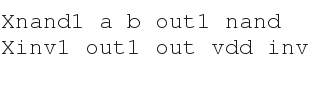 Xnand1 a b out1 nand
Xinv1 out1 out vdd inv